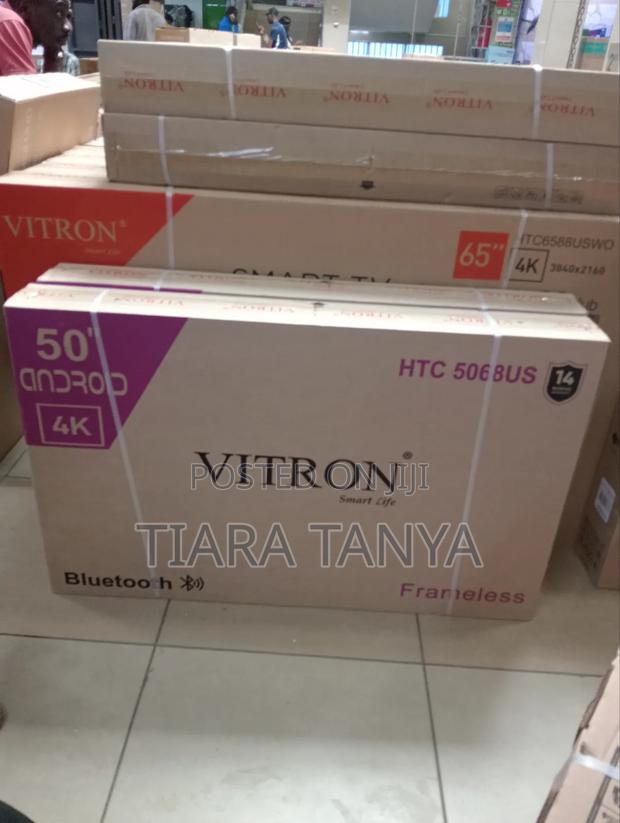 VITRON
VITRON
VITRON
VITRON
VITRON
VITRON®
Smart Life
65"
HTC6588USWO
4K 3840x2160
SMART TV
50"
ANDROID
4K
HTC 5068US
14
VITRON®
Smart Life
POSTED ON JIJI
TIARA TANYA
Bluetooth
Frameless